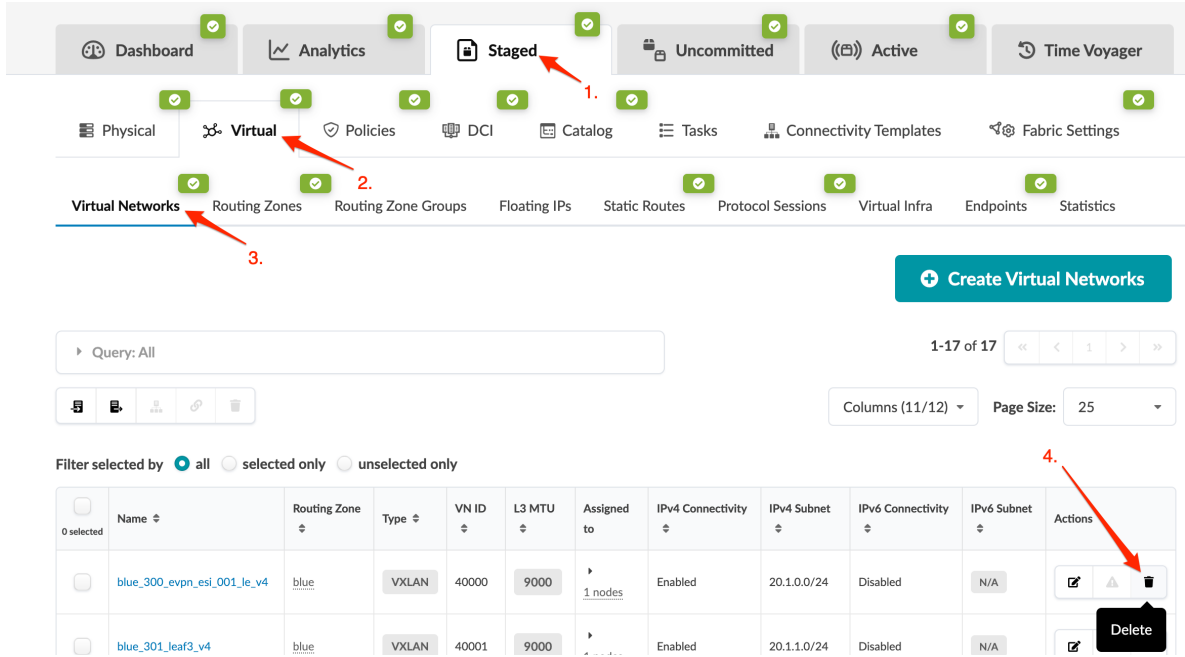 Dashboard Analytics Staged Uncommitted Active Time Voyager
1.
Physical Virtual Policies DCI Catalog Tasks Connectivity Templates Fabric Settings
2.
Virtual Networks Routing Zones Routing Zone Groups Floating IPs Static Routes Protocol Sessions Virtual Infra Endpoints Statistics
3.
Create Virtual Networks
Query: All
1-17 of 17 « < 1 > »
Columns (11/12) Page Size: 25
Filter selected by all selected only unselected only
4.
0 selected Name Routing Zone Type VN ID L3 MTU Assigned to IPv4 Connectivity IPv4 Subnet IPv6 Connectivity IPv6 Subnet Actions
blue_300_evpn_esi_001_le_v4 blue VXLAN 40000 9000 1 nodes Enabled 20.1.0.0/24 Disabled N/A
Delete
blue_301_leaf3_v4 blue VXLAN 40001 9000 Enabled 20.1.1.0/24 Disabled N/A